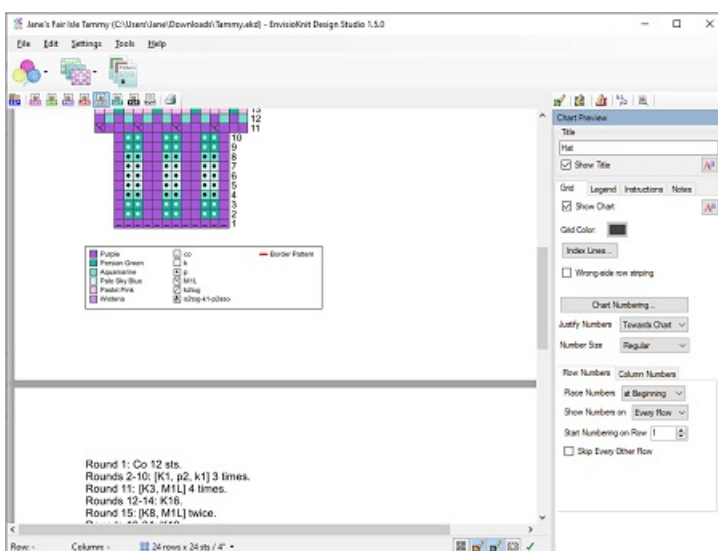 Jane's Fair Isle Tammy (C:\Users\Jane\Downloads\Tammy.ekd) - EnvisioKnit Design Studio 1.5.0
File Edit Settings Tools Help
Chart Preview
Title
Hat
Show Title
Grid Legend Instructions Notes
Show Chart
Grid Color:
Index Lines...
Wrong-side row striping
Chart Numbering...
Justify Numbers Towards Chart
Number Size Regular
Row Numbers Column Numbers
Place Numbers at Beginning
Show Numbers on Every Row
Start Numbering on Row 1
Skip Every Other Row
13
12
11
10
9
8
7
6
5
4
3
2
1
Purple co Border Pattern
Persian Green k
Aquamarine p
Pale Sky Blue M1L
Pastel Pink k2tog
Wisteria s2tog-k1-p2sso
Round 1: Co 12 sts.
Rounds 2-10: [K1, p2, k1] 3 times.
Round 11: [K3, M1L] 4 times.
Rounds 12-14: K16.
Round 15: [K8, M1L] twice.
Row: - Column: - 24 rows x 24 sts / 4"